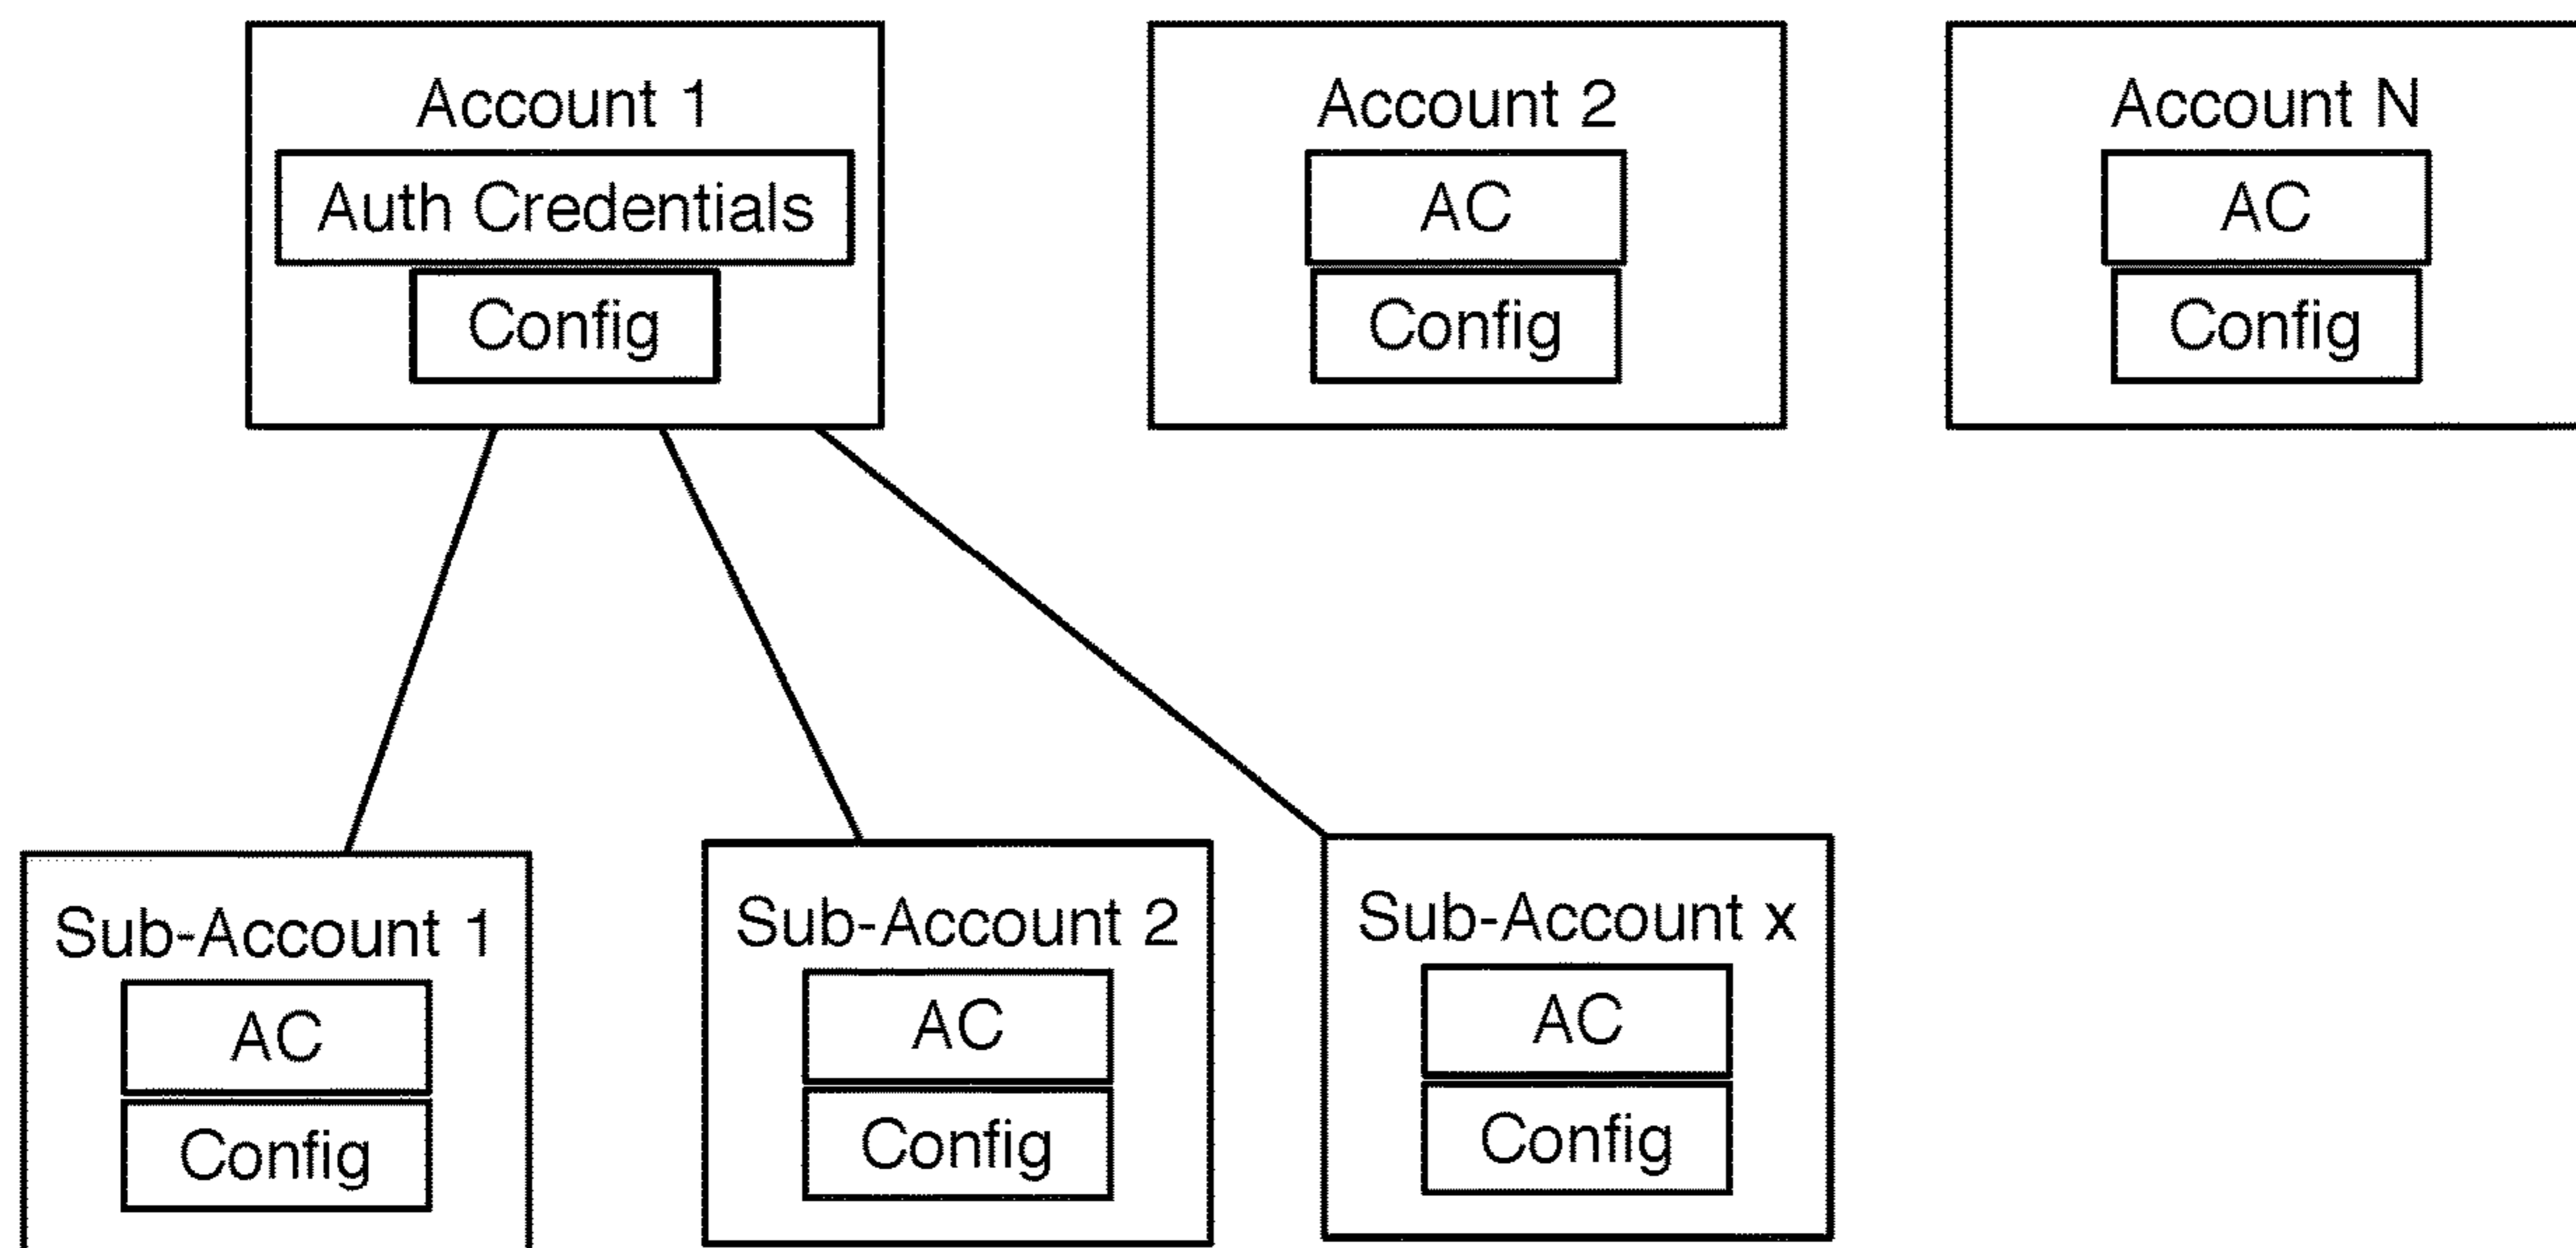 Account 1
Auth Credentials
Config
Account 2
AC
Config
Account N
AC
Config
Sub-Account 1
AC
Config
Sub-Account 2
AC
Config
Sub-Account x
AC
Config